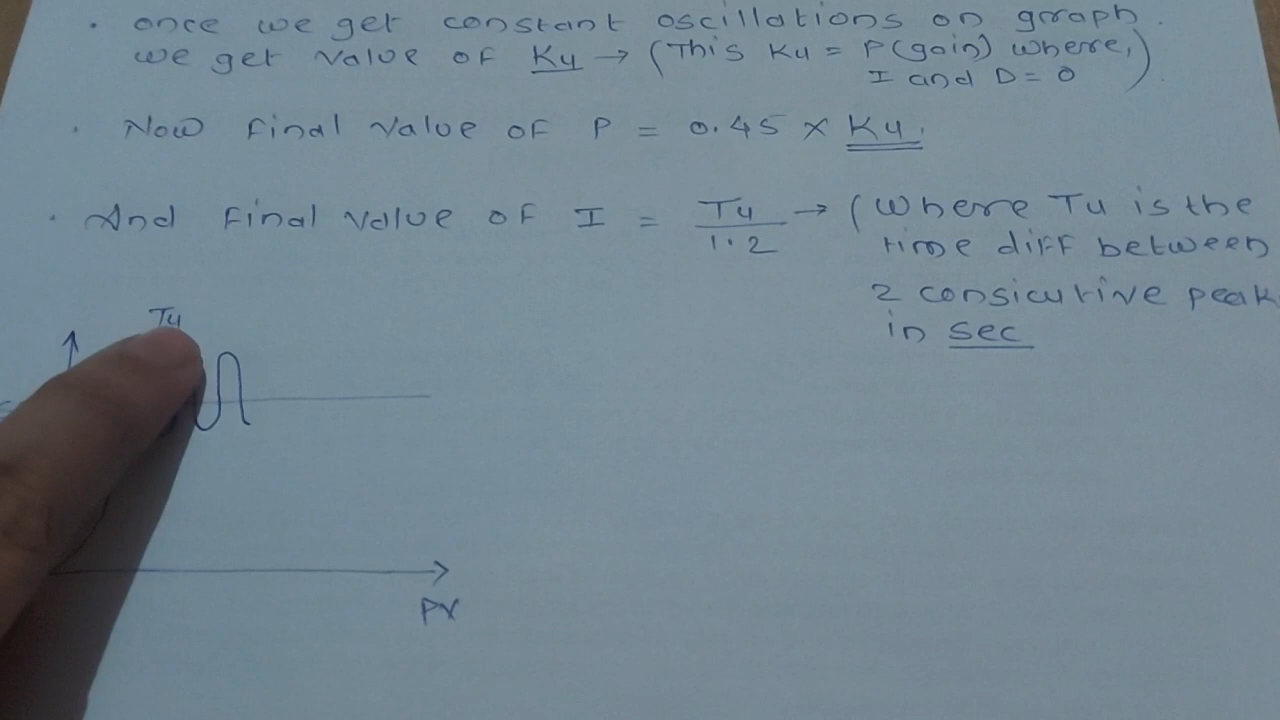 . once we get constant oscillations on graph.
we get value of Ku → (This Ku = P(gain) where,
I and D = 0)
. Now final value of P = 0.45 × Ku.
. And final value of I = Tu / 1.2 → (where Tu is the
time diff between
2 consicutive peak
in sec
Tu
PV